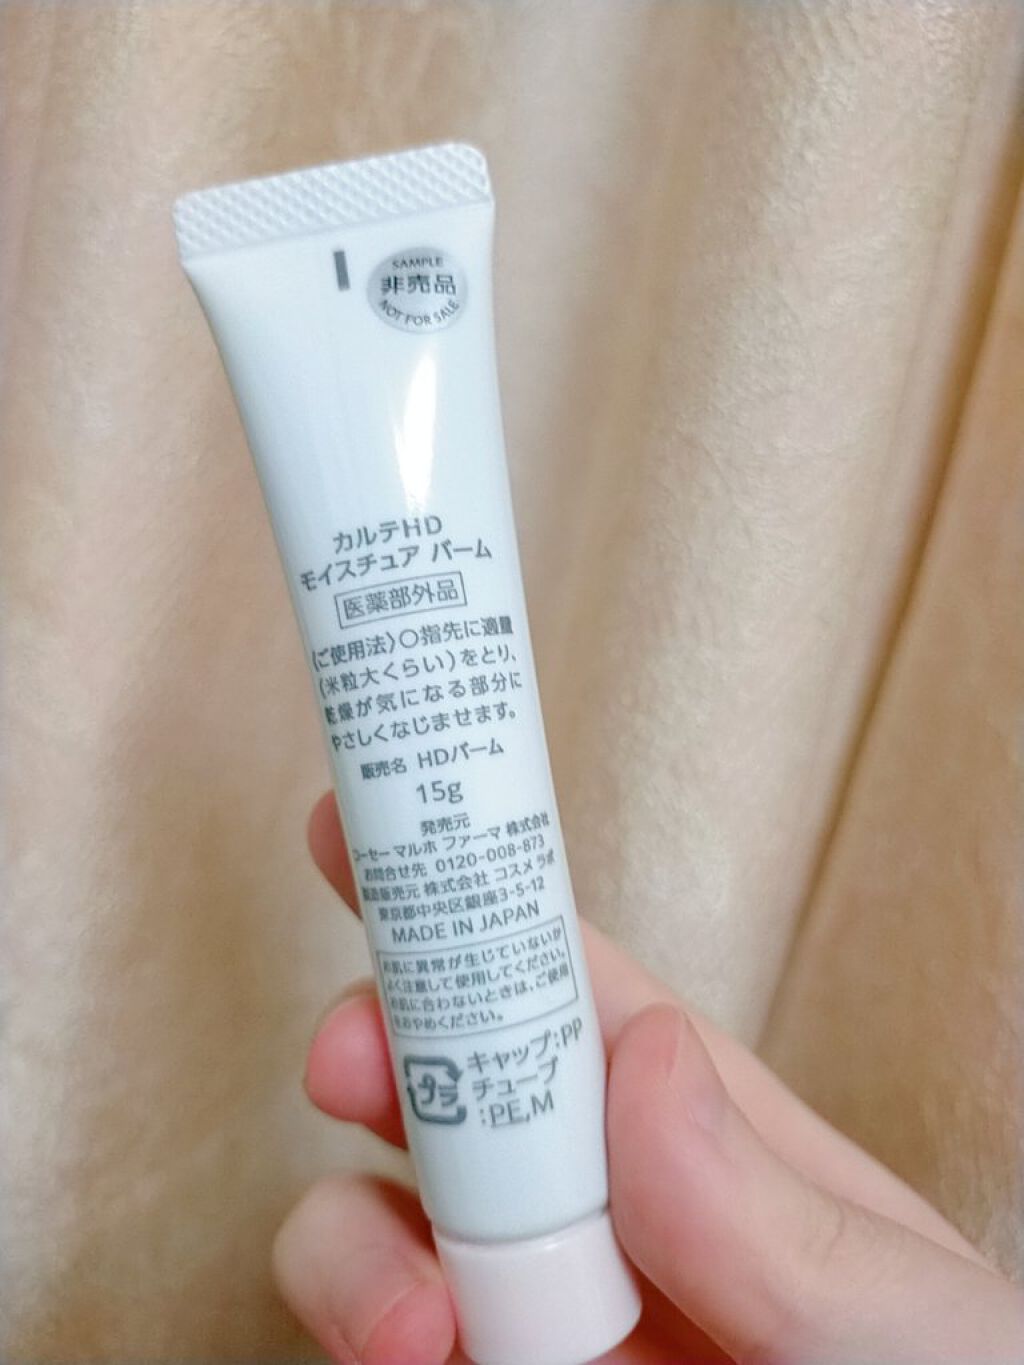 SAMPLE
非売品
NOT FOR SALE
カルテHD
モイスチュア バーム
医薬部外品
〈ご使用法〉○指先に適量
(米粒大くらい)をとり、
乾燥が気になる部分に
やさしくなじませます。
販売名 HDバーム
15g
発売元
コーセー マルホ ファーマ 株式会社
お問合せ先 0120-008-873
製造販売元 株式会社 コスメ ラボ
東京都中央区銀座3-5-12
MADE IN JAPAN
お肌に異常が生じていないか
よく注意して使用してください。
お肌に合わないときは、ご使用
をおやめください。
プラ
キャップ:PP
チューブ
:PE,M